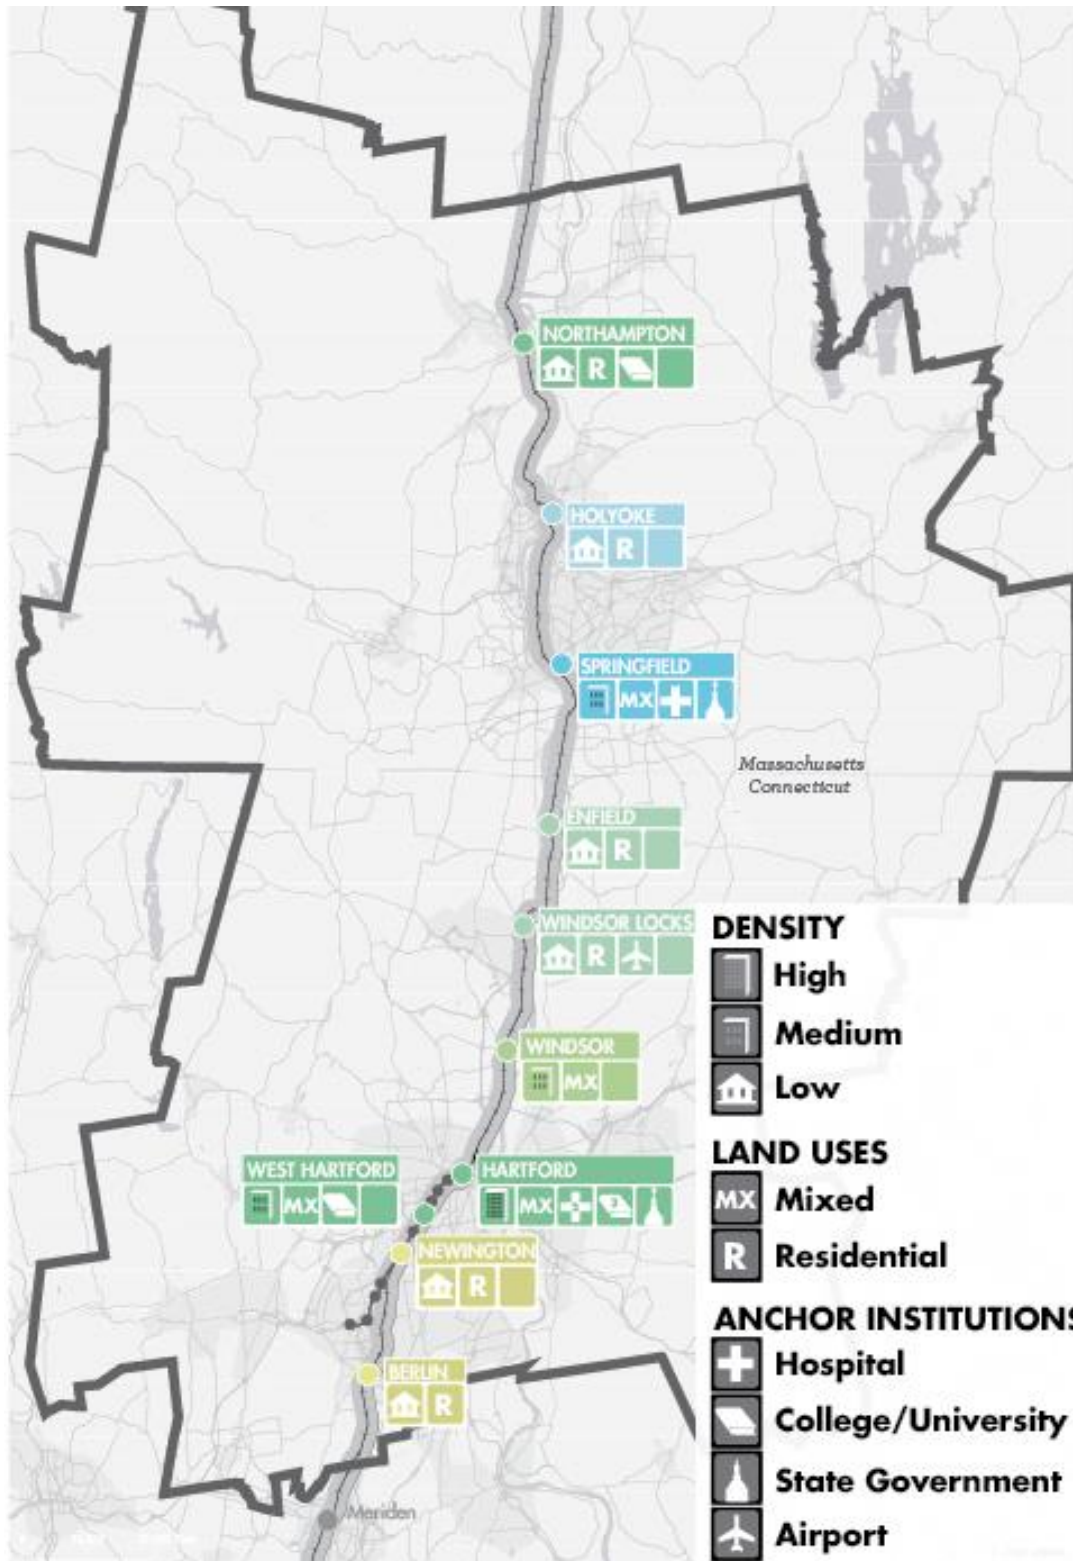 NORTHAMPTON
R
HOLYOKE
R
SPRINGFIELD
MX
Massachusetts
Connecticut
ENFIELD
R
WINDSOR LOCKS
R
WINDSOR
MX
WEST HARTFORD
MX
HARTFORD
MX
NEWINGTON
R
BERLIN
R
Meriden
DENSITY
High
Medium
Low
LAND USES
MX Mixed
R Residential
ANCHOR INSTITUTIONS
Hospital
College/University
State Government
Airport